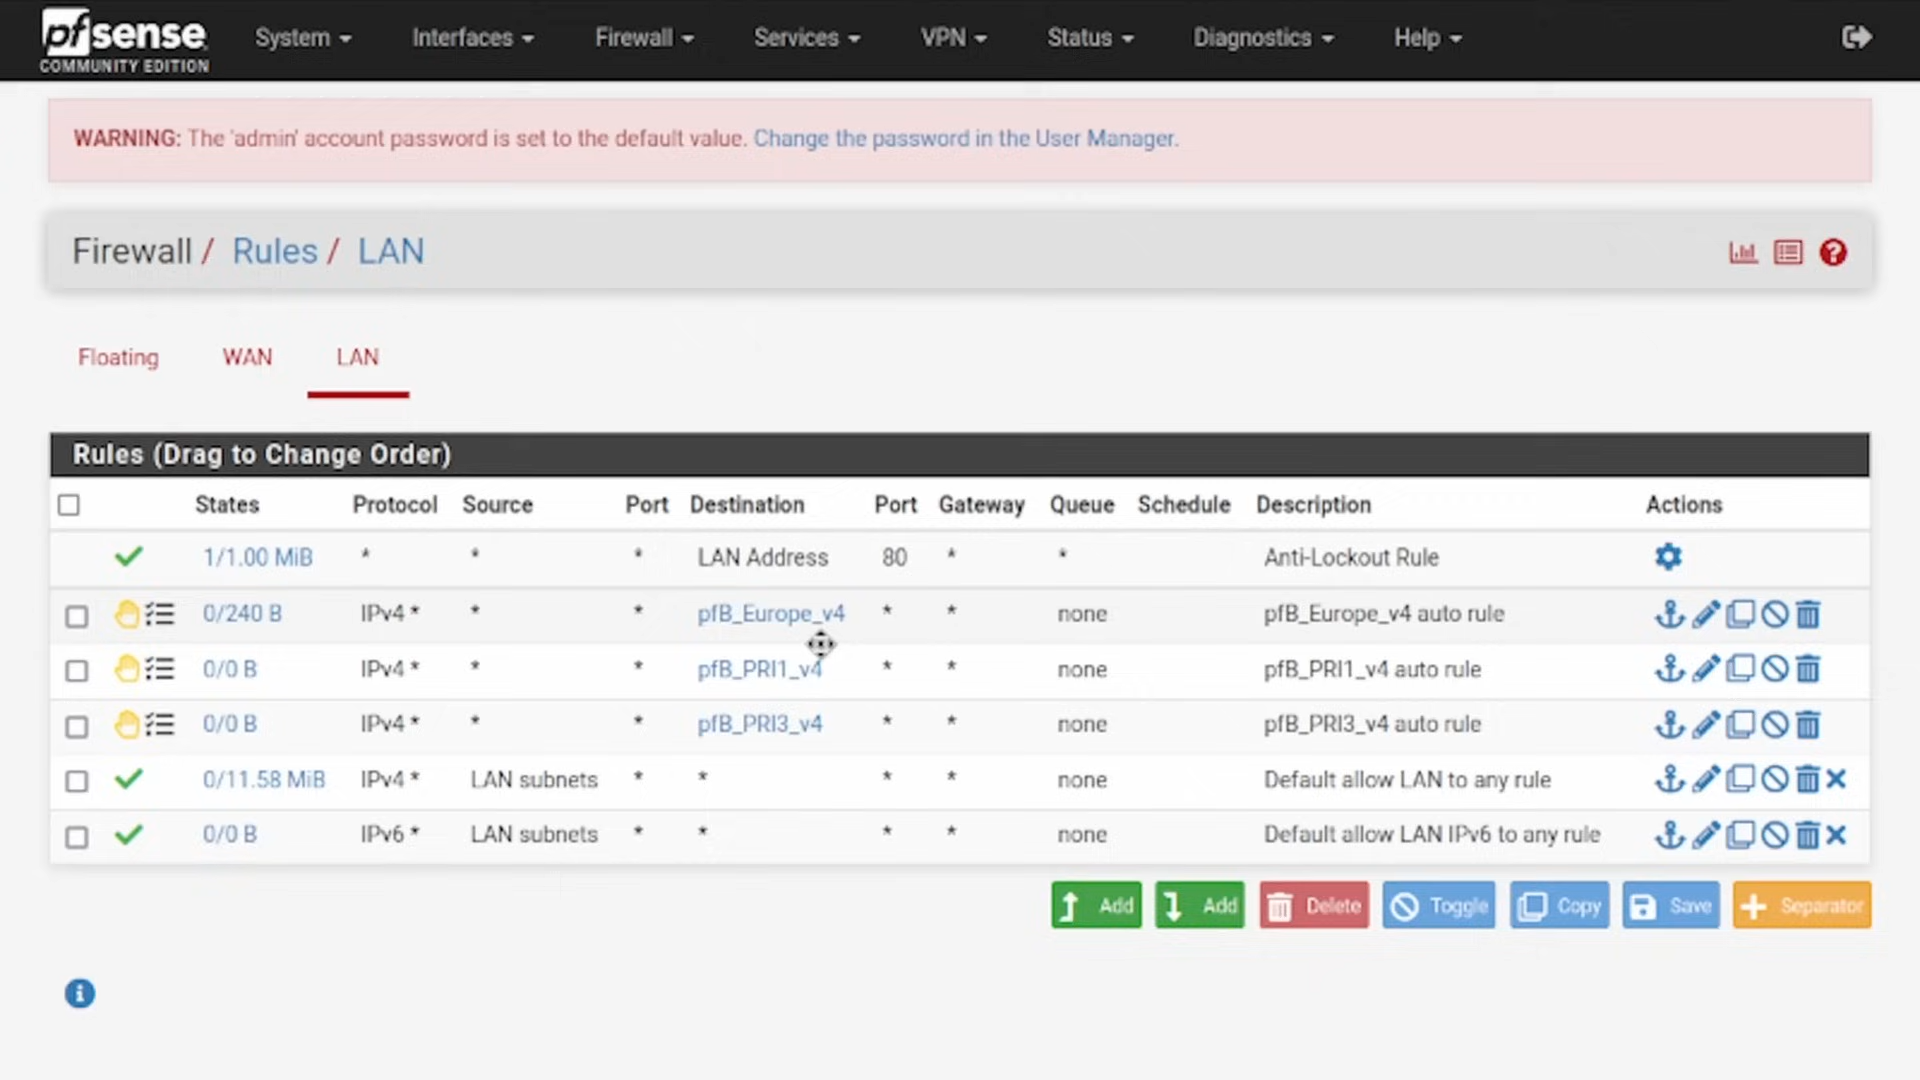 pfsense
COMMUNITY EDITION
System Interfaces Firewall Services VPN Status Diagnostics Help
WARNING: The 'admin' account password is set to the default value. Change the password in the User Manager.
Firewall / Rules / LAN
Floating WAN LAN
Rules (Drag to Change Order)
States Protocol Source Port Destination Port Gateway Queue Schedule Description Actions
1/1.00 MiB * * * LAN Address 80 * * Anti-Lockout Rule
0/240 B IPv4 * * * pfB_Europe_v4 * * none pfB_Europe_v4 auto rule
0/0 B IPv4 * * * pfB_PRI1_v4 * * none pfB_PRI1_v4 auto rule
0/0 B IPv4 * * * pfB_PRI3_v4 * * none pfB_PRI3_v4 auto rule
0/11.58 MiB IPv4 * LAN subnets * * * * none Default allow LAN to any rule
0/0 B IPv6 * LAN subnets * * * * none Default allow LAN IPv6 to any rule
Add Add Delete Toggle Copy Save Separator